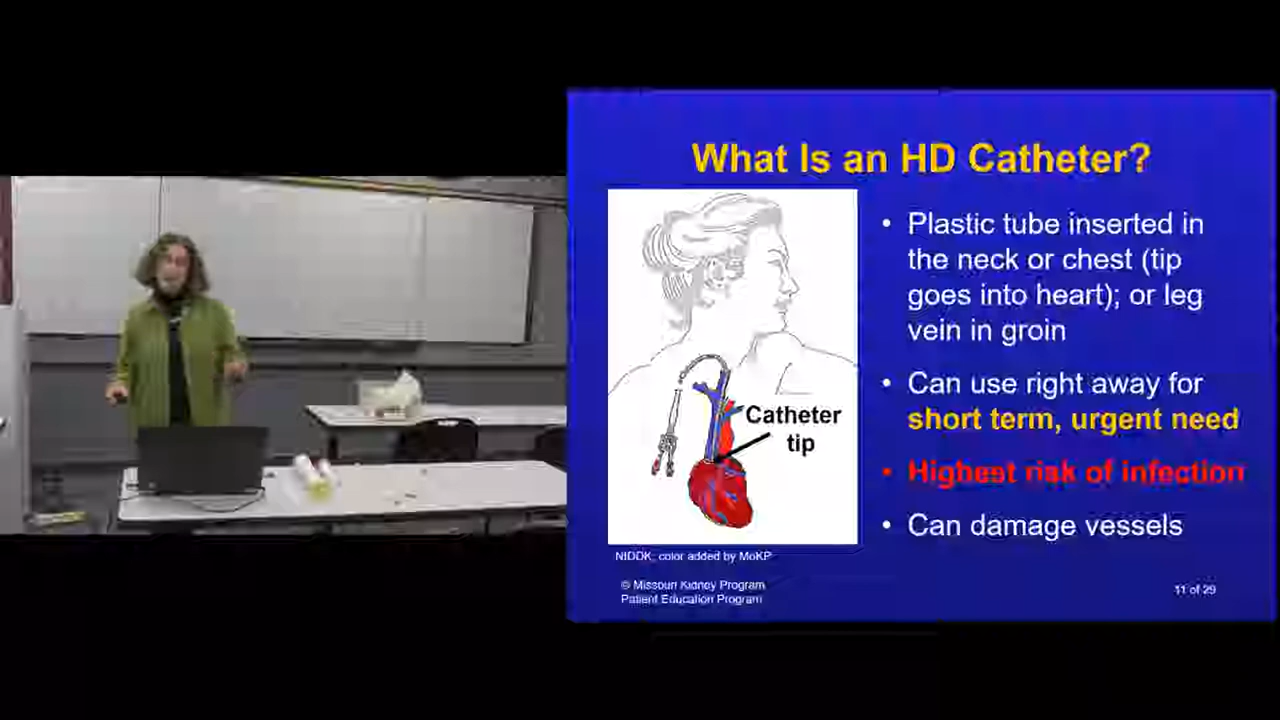 What Is an HD Catheter?
• Plastic tube inserted in
the neck or chest (tip
goes into heart); or leg
vein in groin
• Can use right away for
short term, urgent need
• Highest risk of infection
• Can damage vessels
Catheter
tip
NIDDK, color added by MoKP
© Missouri Kidney Program
Patient Education Program
11 of 29